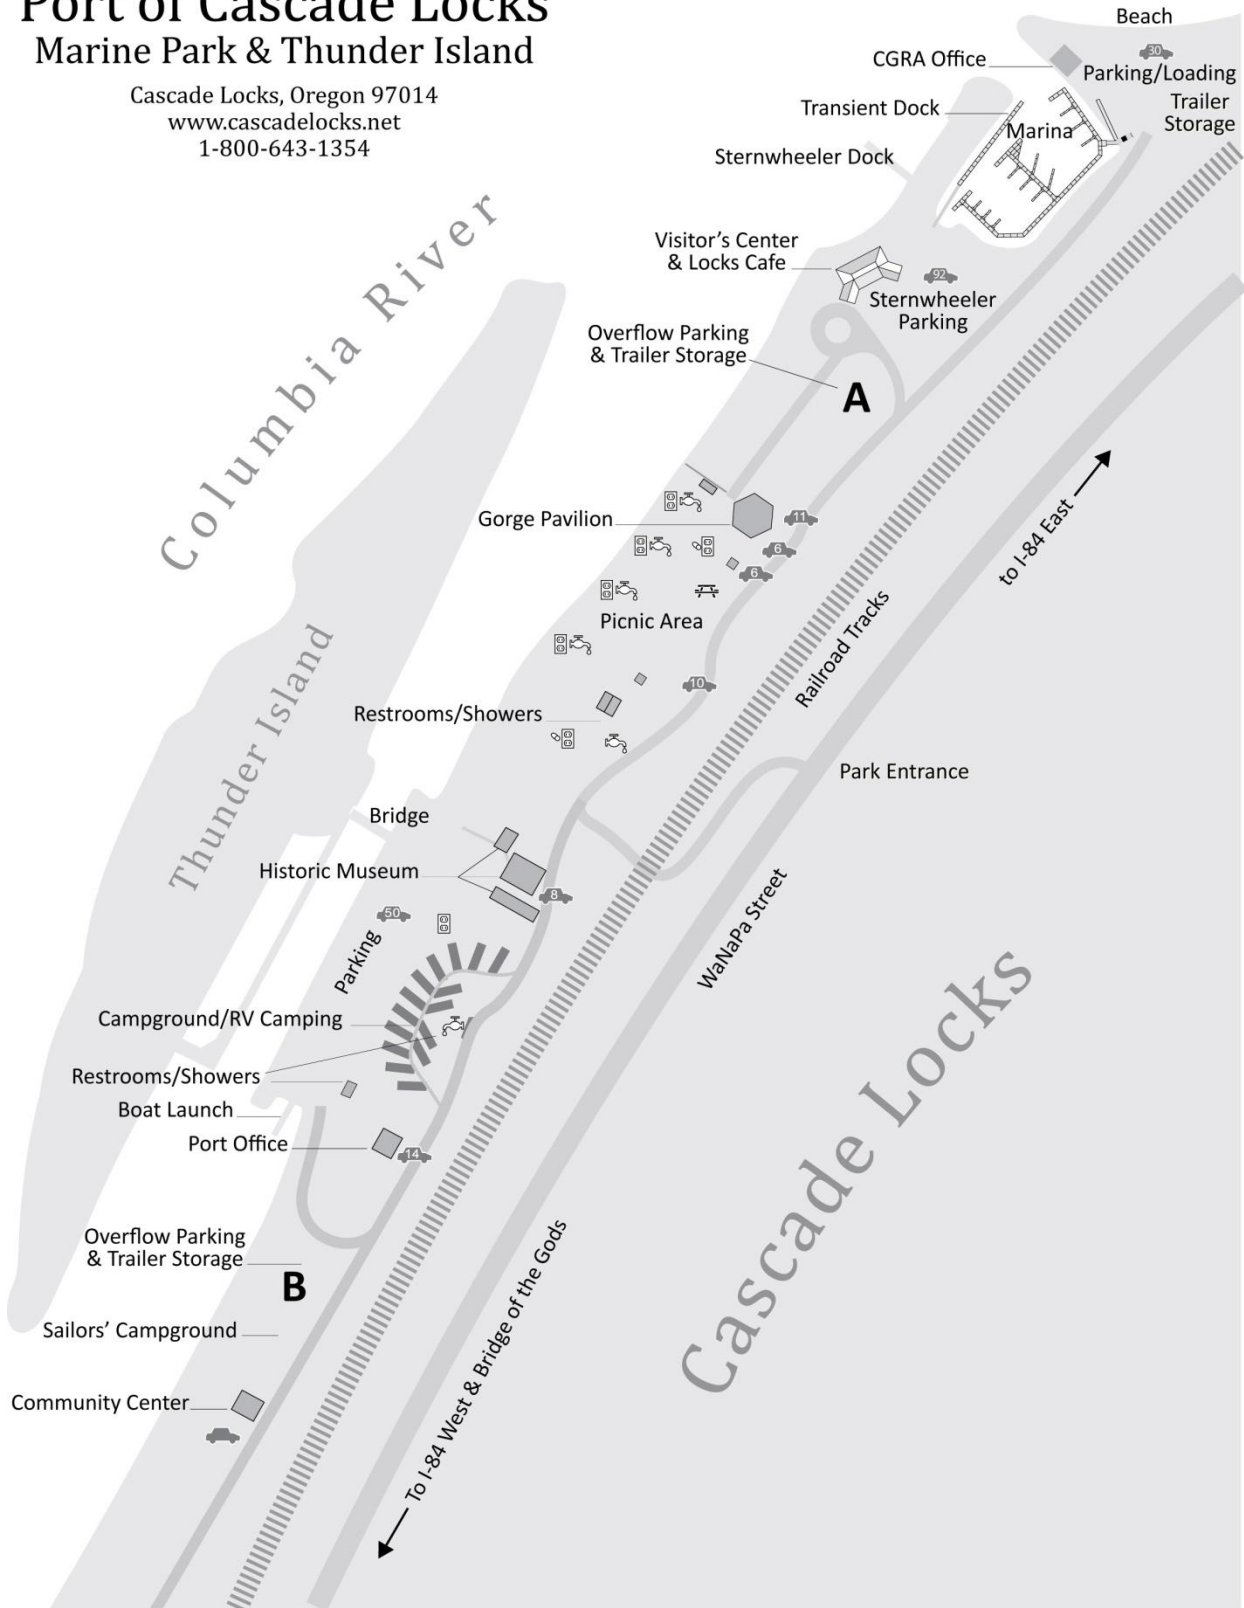 Port of Cascade Locks
Marine Park & Thunder Island
Cascade Locks, Oregon 97014
www.cascadelocks.net
1-800-643-1354
Beach
30
CGRA Office
Parking/Loading
Trailer
Storage
Transient Dock
Marina
Sternwheeler Dock
Visitor's Center
& Locks Cafe
92
Sternwheeler
Parking
Columbia River
Overflow Parking
& Trailer Storage
A
Gorge Pavilion
11
6
6
to I-84 East
Picnic Area
Railroad Tracks
Thunder Island
10
Restrooms/Showers
Park Entrance
Bridge
Historic Museum
8
50
Parking
WaNaPa Street
Campground/RV Camping
Restrooms/Showers
Boat Launch
Port Office
14
Cascade Locks
Overflow Parking
& Trailer Storage
B
Sailors' Campground
To I-84 West & Bridge of the Gods
Community Center